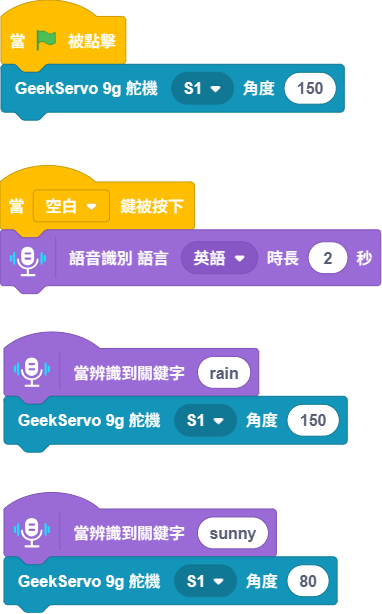 當 被點擊
GeekServo 9g 舵機 S1 角度 150
當 空白 鍵被按下
語音識別 語言 英語 時長 2 秒
當辨識到關鍵字 rain
GeekServo 9g 舵機 S1 角度 150
當辨識到關鍵字 sunny
GeekServo 9g 舵機 S1 角度 80